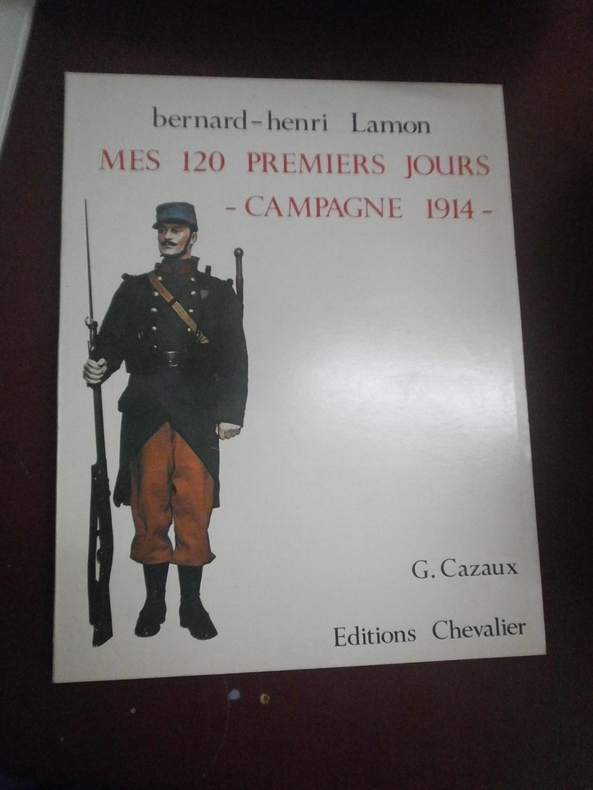 bernard-henri Lamon
MES 120 PREMIERS JOURS
- CAMPAGNE 1914 -
G. Cazaux
Editions Chevalier